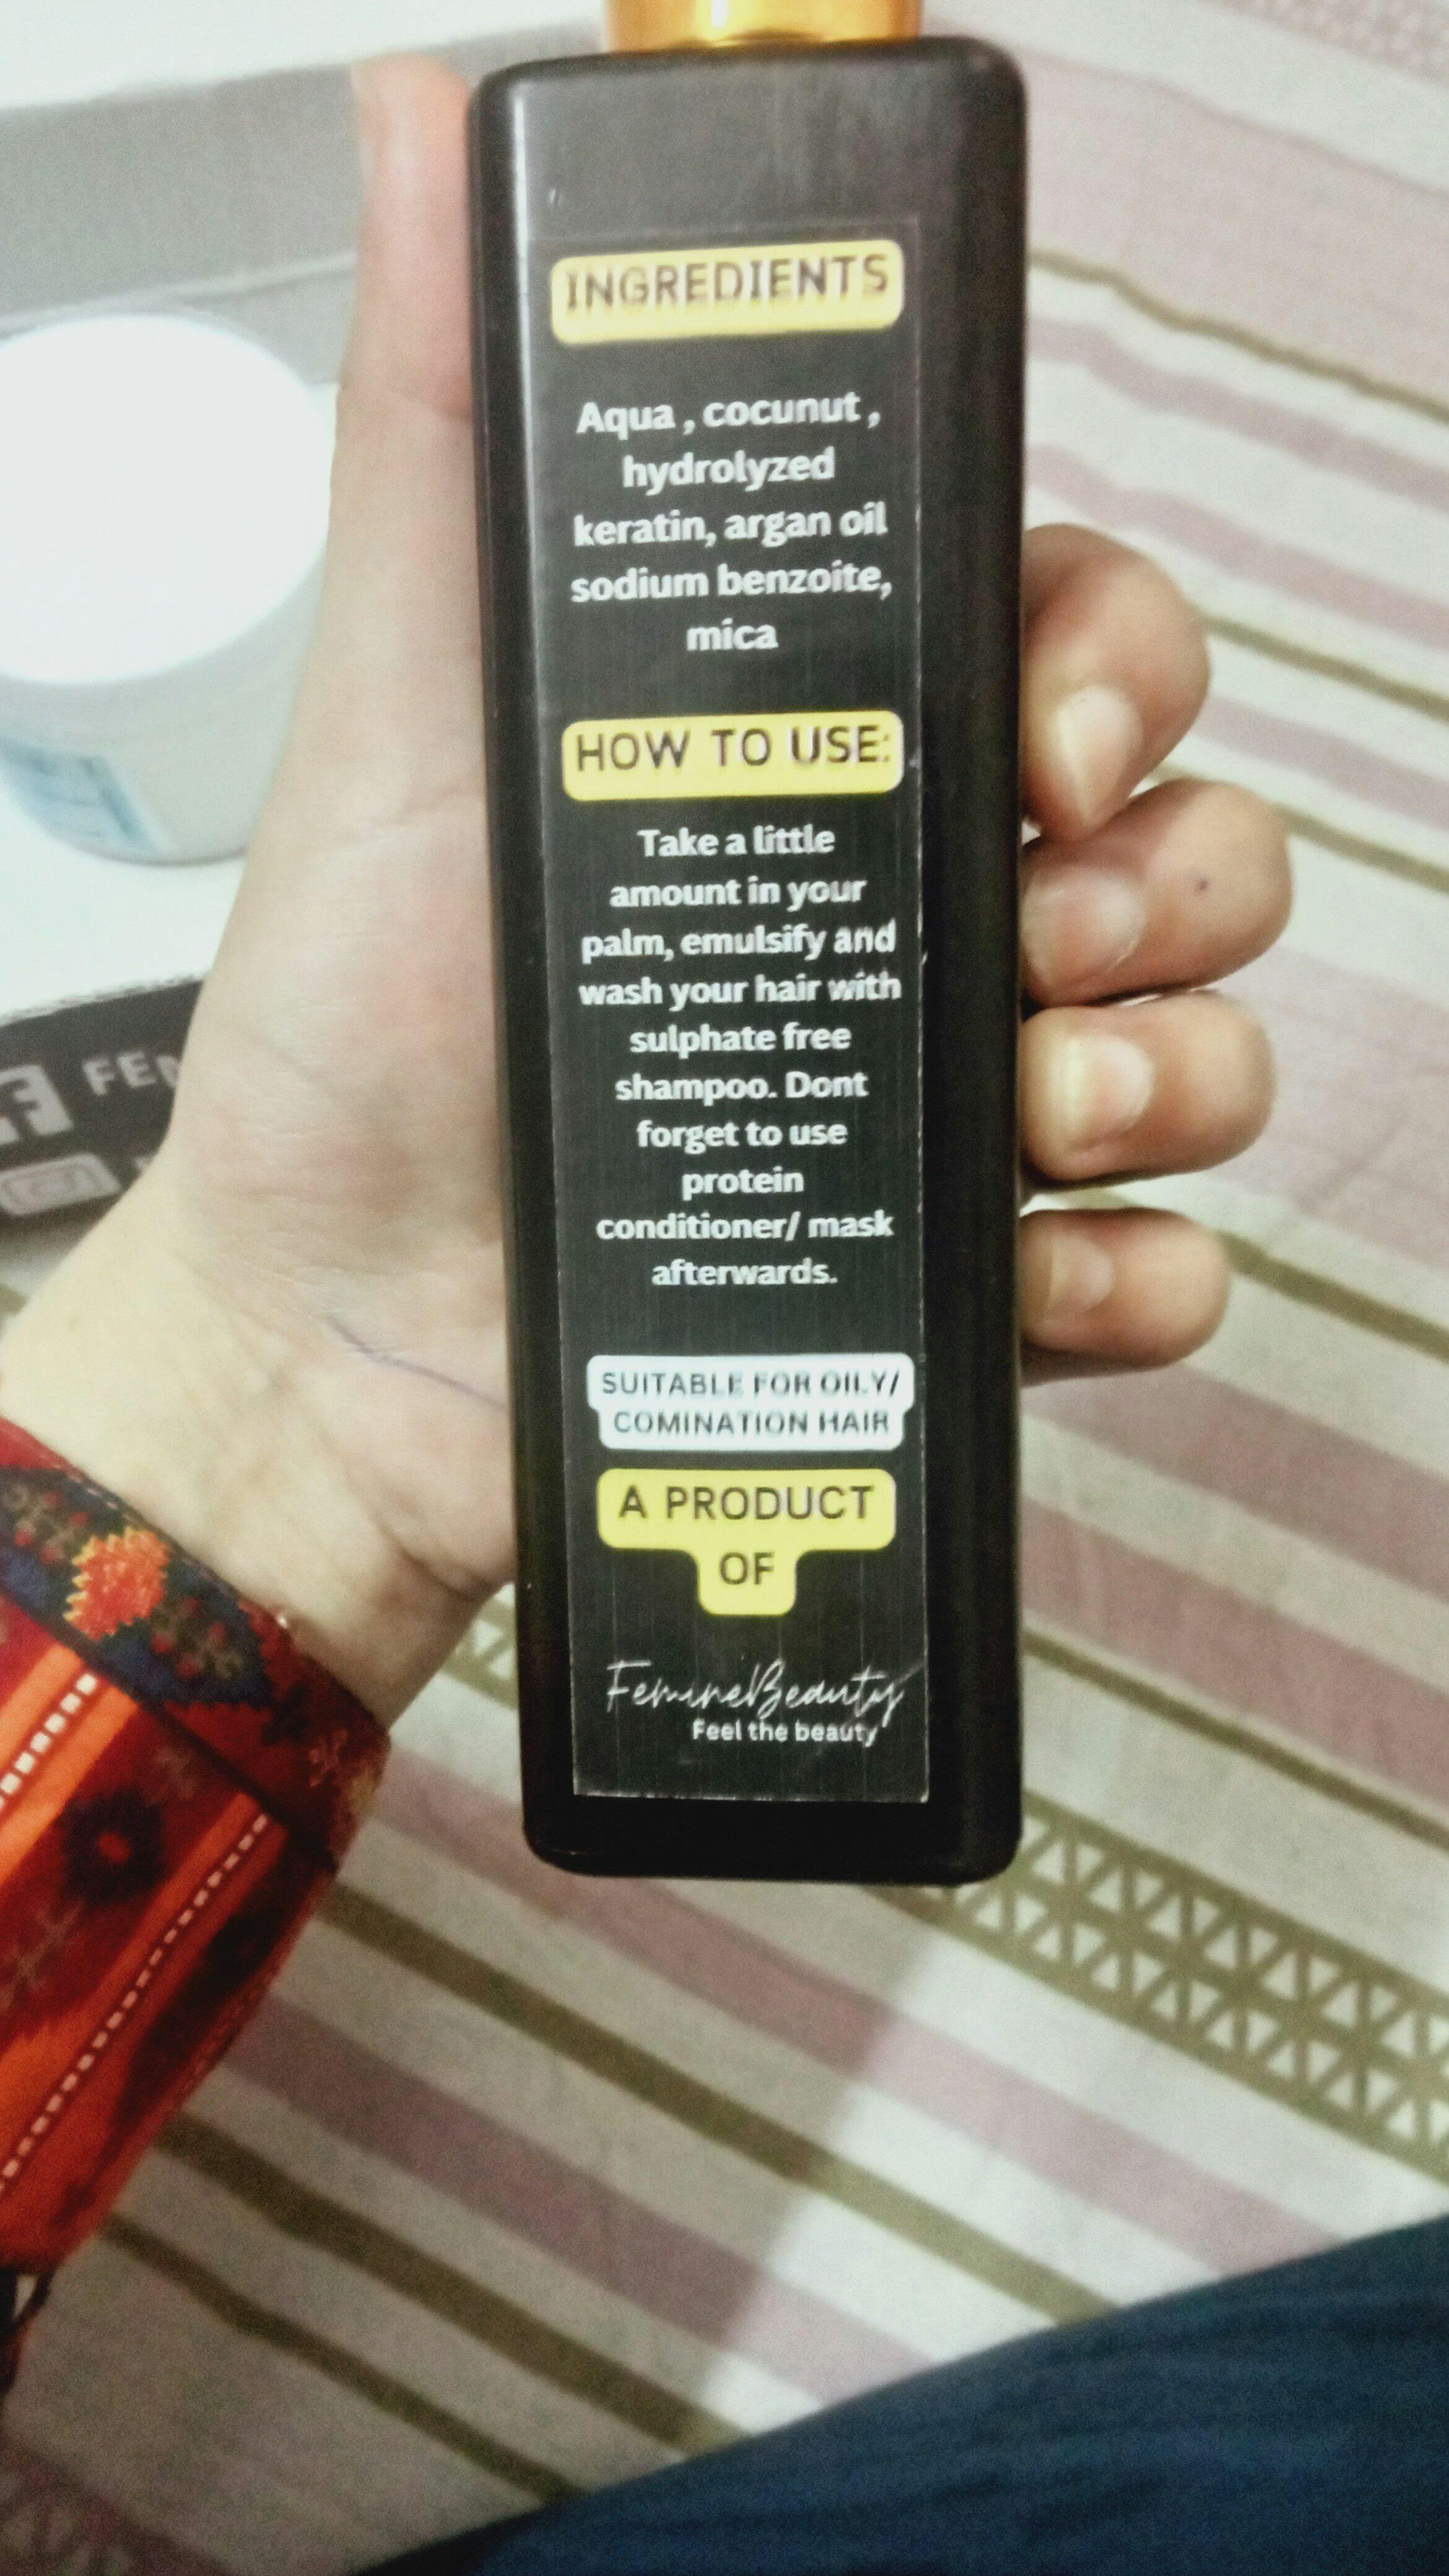 INGREDIENTS
Aqua , cocunut ,
hydrolyzed
keratin, argan oil
sodium benzoite,
mica
HOW TO USE:
Take a little
amount in your
palm, emulsify and
wash your hair with
sulphate free
shampoo. Dont
forget to use
protein
conditioner/ mask
afterwards.
SUITABLE FOR OILY/
COMINATION HAIR
A PRODUCT
OF
FemineBeauty
Feel the beauty